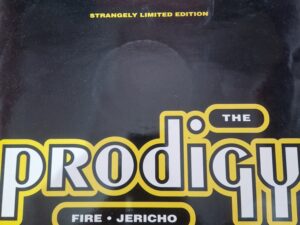 STRANGELY LIMITED EDITION
THE
PRODIGY
FIRE • JERICHO